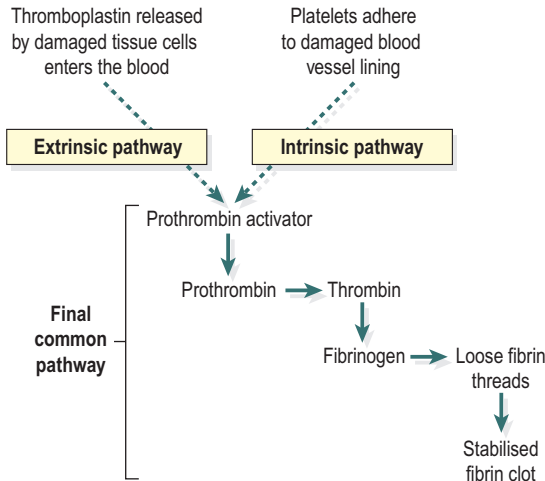 Thromboplastin released
by damaged tissue cells
enters the blood
Platelets adhere
to damaged blood
vessel lining
Extrinsic pathway
Intrinsic pathway
Prothrombin activator
Prothrombin
Thrombin
Final
common
pathway
Fibrinogen
Loose fibrin
threads
Stabilised
fibrin clot